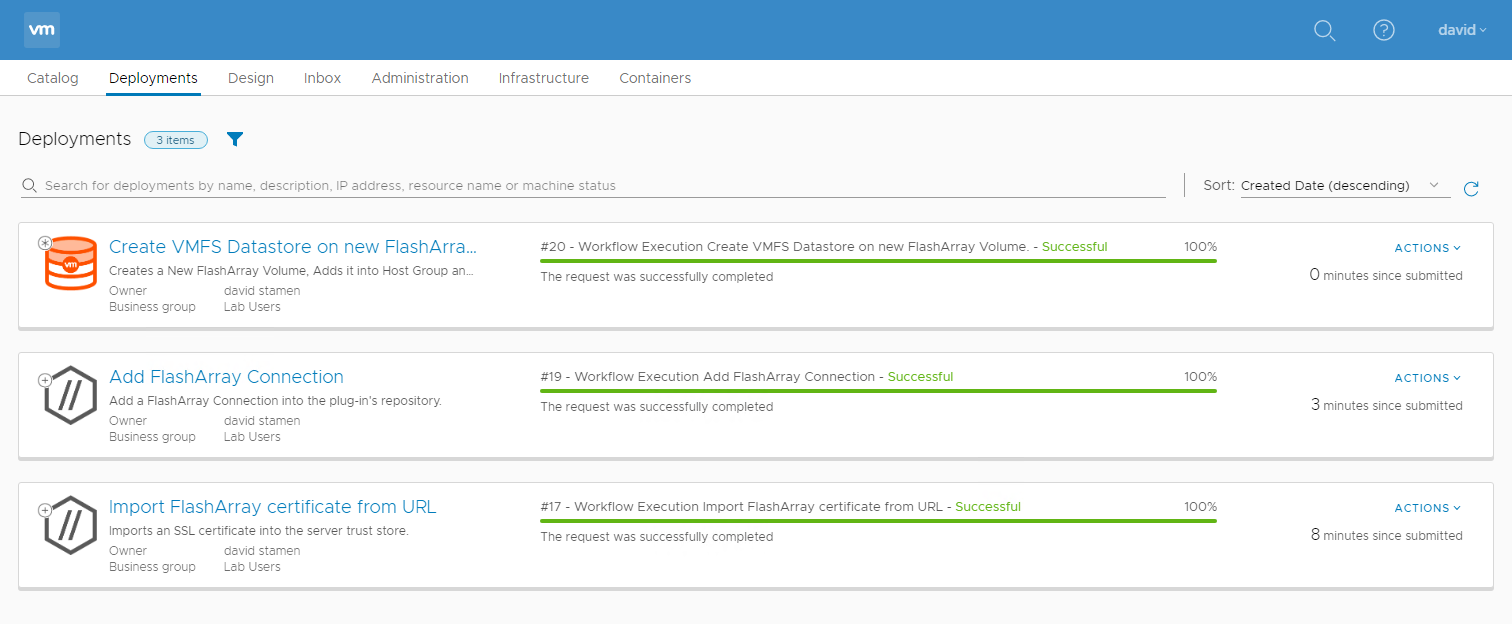 vm
?
david
Catalog Deployments Design Inbox Administration Infrastructure Containers
Deployments 3 items
Search for deployments by name, description, IP address, resource name or machine status
Sort: Created Date (descending)
vm
Create VMFS Datastore on new FlashArra...
Creates a New FlashArray Volume, Adds it into Host Group an...
Owner david stamen
Business group Lab Users
#20 - Workflow Execution Create VMFS Datastore on new FlashArray Volume. - Successful 100%
The request was successfully completed
ACTIONS
0 minutes since submitted
Add FlashArray Connection
Add a FlashArray Connection into the plug-in's repository.
Owner david stamen
Business group Lab Users
#19 - Workflow Execution Add FlashArray Connection - Successful 100%
The request was successfully completed
ACTIONS
3 minutes since submitted
Import FlashArray certificate from URL
Imports an SSL certificate into the server trust store.
Owner david stamen
Business group Lab Users
#17 - Workflow Execution Import FlashArray certificate from URL - Successful 100%
The request was successfully completed
ACTIONS
8 minutes since submitted